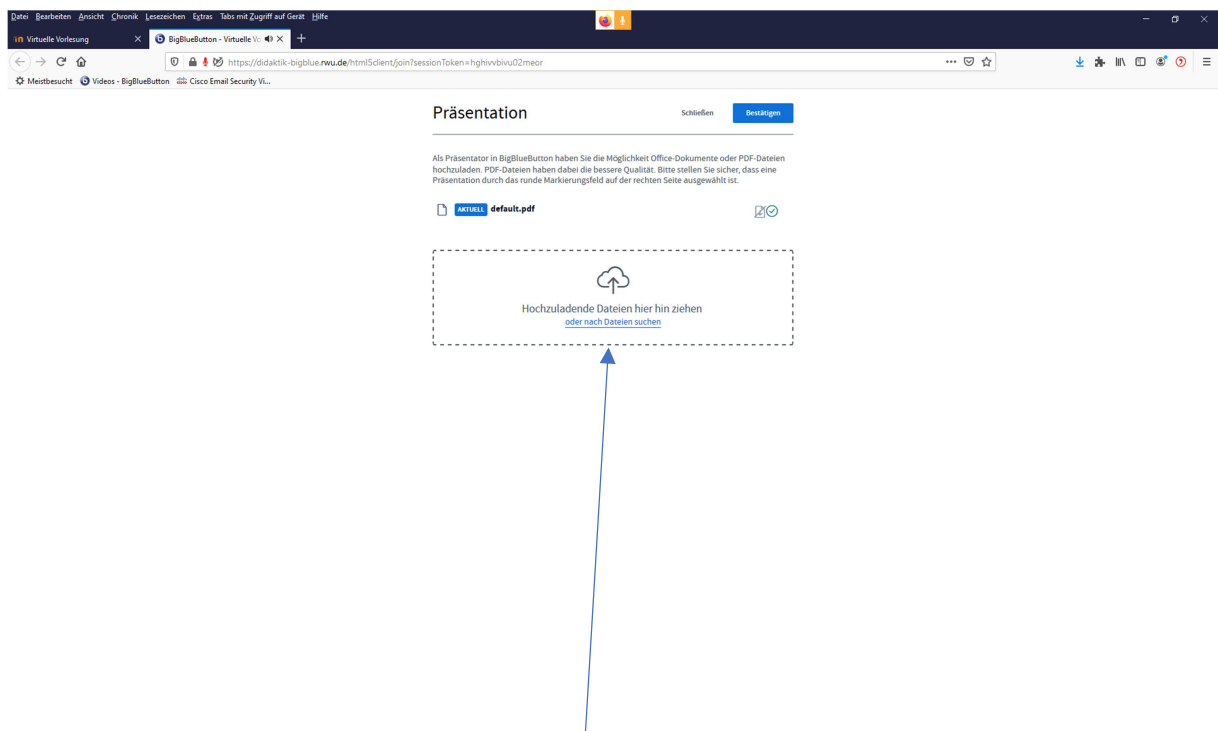 Datei Bearbeiten Ansicht Chronik Lesezeichen Extras Tabs mit Zugriff auf Gerät Hilfe
Virtuelle Vorlesung
BigBlueButton - Virtuelle Vo
https://didaktik-bigblue.rwu.de/html5client/join?sessionToken=hghivvbivu02meor
Meistbesucht Videos - BigBlueButton Cisco Email Security Vi...
Präsentation
Schließen
Bestätigen
Als Präsentator in BigBlueButton haben Sie die Möglichkeit Office-Dokumente oder PDF-Dateien
hochzuladen. PDF-Dateien haben dabei die bessere Qualität. Bitte stellen Sie sicher, dass eine
Präsentation durch das runde Markierungsfeld auf der rechten Seite ausgewählt ist.
AKTUELL default.pdf
Hochzuladende Dateien hier hin ziehen
oder nach Dateien suchen